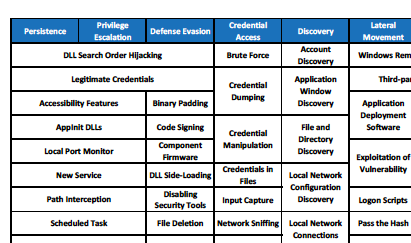 Persistence Privilege Escalation Defense Evasion Credential Access Discovery Lateral Movement
DLL Search Order Hijacking Brute Force Account Discovery Windows Rem
Legitimate Credentials Credential Dumping Application Window Discovery Third-par
Accessibility Features Binary Padding Application Deployment Software
AppInit DLLs Code Signing Credential Manipulation File and Directory Discovery
Local Port Monitor Component Firmware Exploitation of Vulnerability
New Service DLL Side-Loading Credentials in Files Local Network Configuration Discovery
Path Interception Disabling Security Tools Input Capture Logon Scripts
Scheduled Task File Deletion Network Sniffing Local Network Connections Pass the Hash